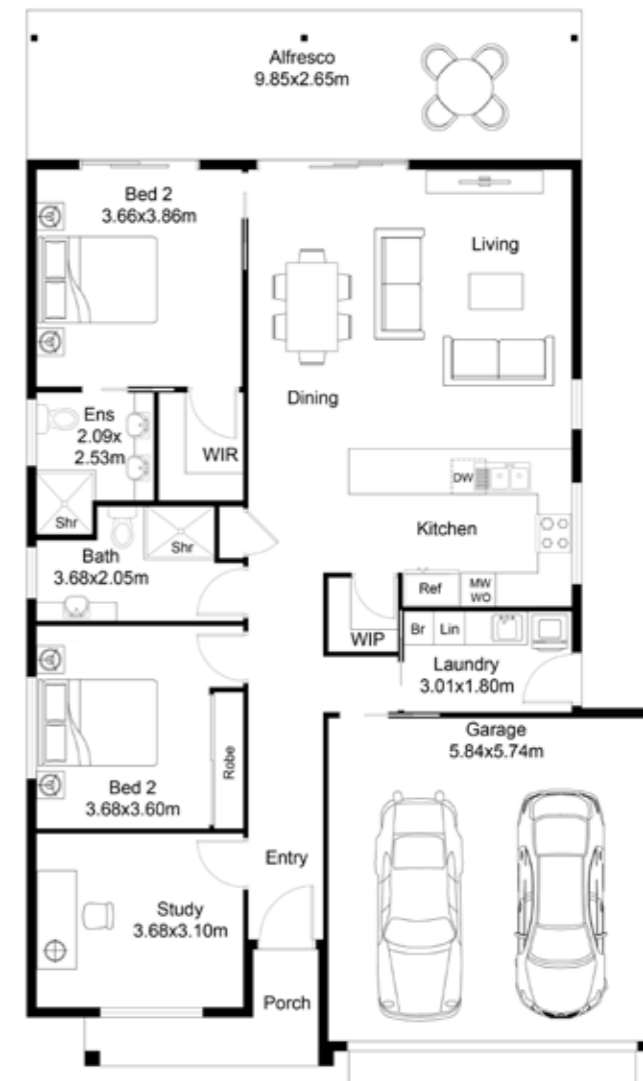 Alfresco
9.85x2.65m
Bed 2
3.66x3.86m
Living
Dining
Ens
2.09x
2.53m
WIR
Shr
DW
Kitchen
Shr
Bath
3.68x2.05m
Ref
MW
WO
WIP
Br
Lin
Laundry
3.01x1.80m
Garage
5.84x5.74m
Robe
Bed 2
3.68x3.60m
Entry
Study
3.68x3.10m
Porch